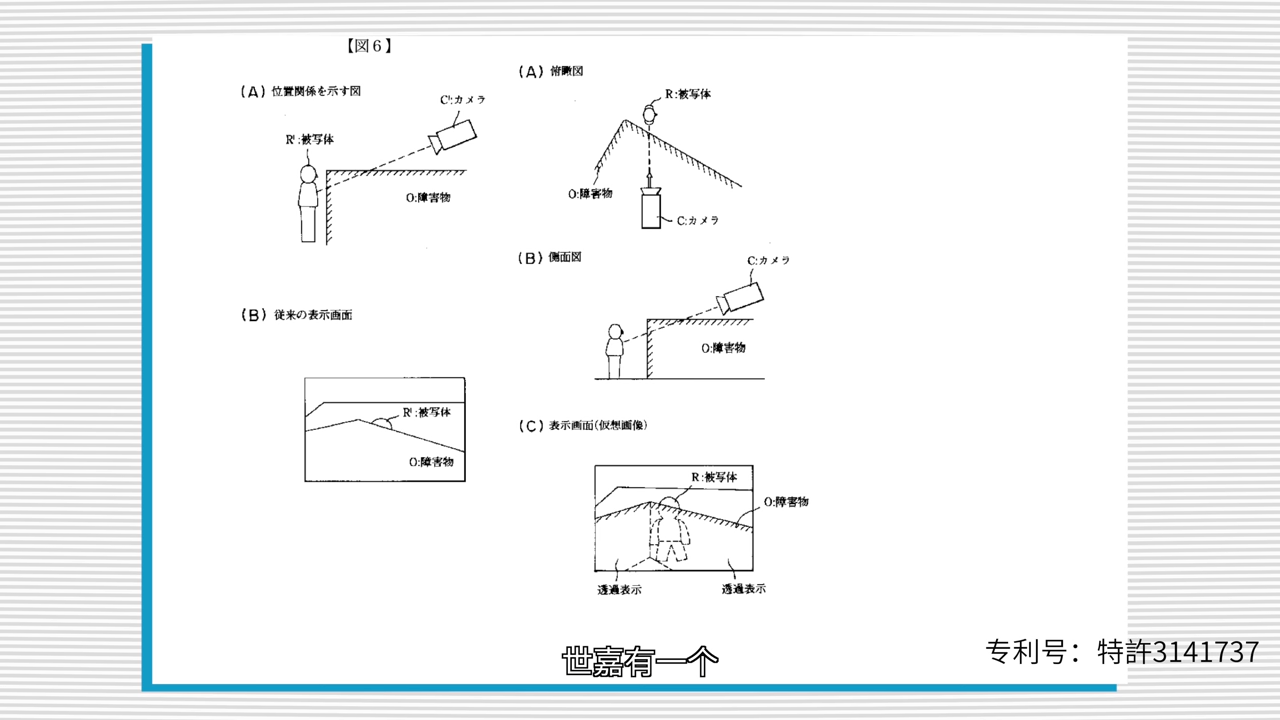 【図6】
(A) 位置関係を示す図
C':カメラ
R':被写体
O:障害物
(B) 従来の表示画面
R':被写体
O:障害物
(A) 俯瞰図
R:被写体
O:障害物
C:カメラ
(B) 側面図
C:カメラ
O:障害物
(C) 表示画面(仮想画像)
R:被写体
O:障害物
透過表示
透過表示
世嘉有一个
专利号：特許3141737